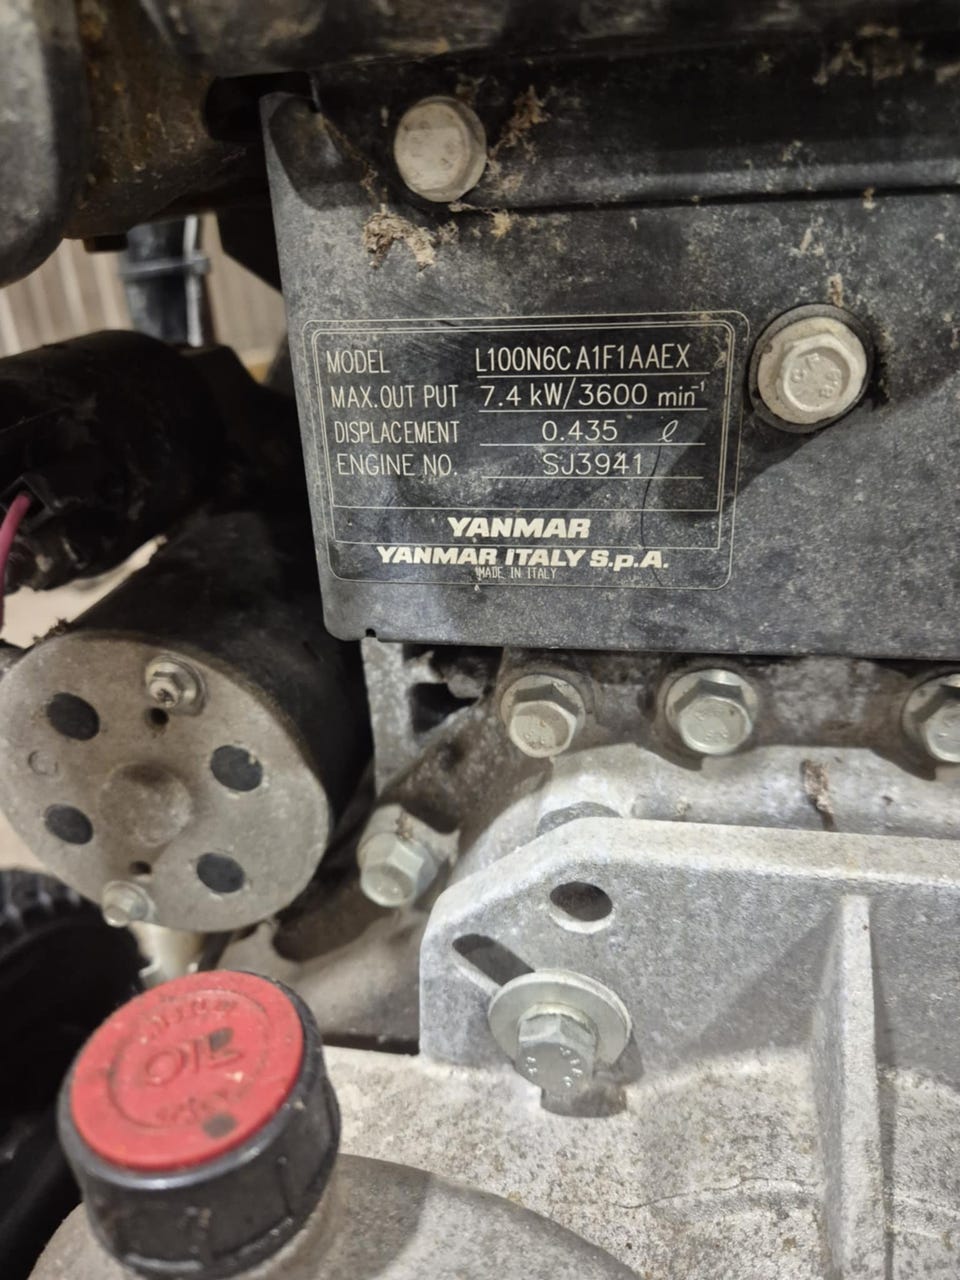 MODEL L100N6CA1F1AAEX
MAX. OUT PUT 7.4 kW/3600 min⁻¹
DISPLACEMENT 0.435 ℓ
ENGINE NO. SJ3941
YANMAR
YANMAR ITALY S.p.A.
MADE IN ITALY
OIL